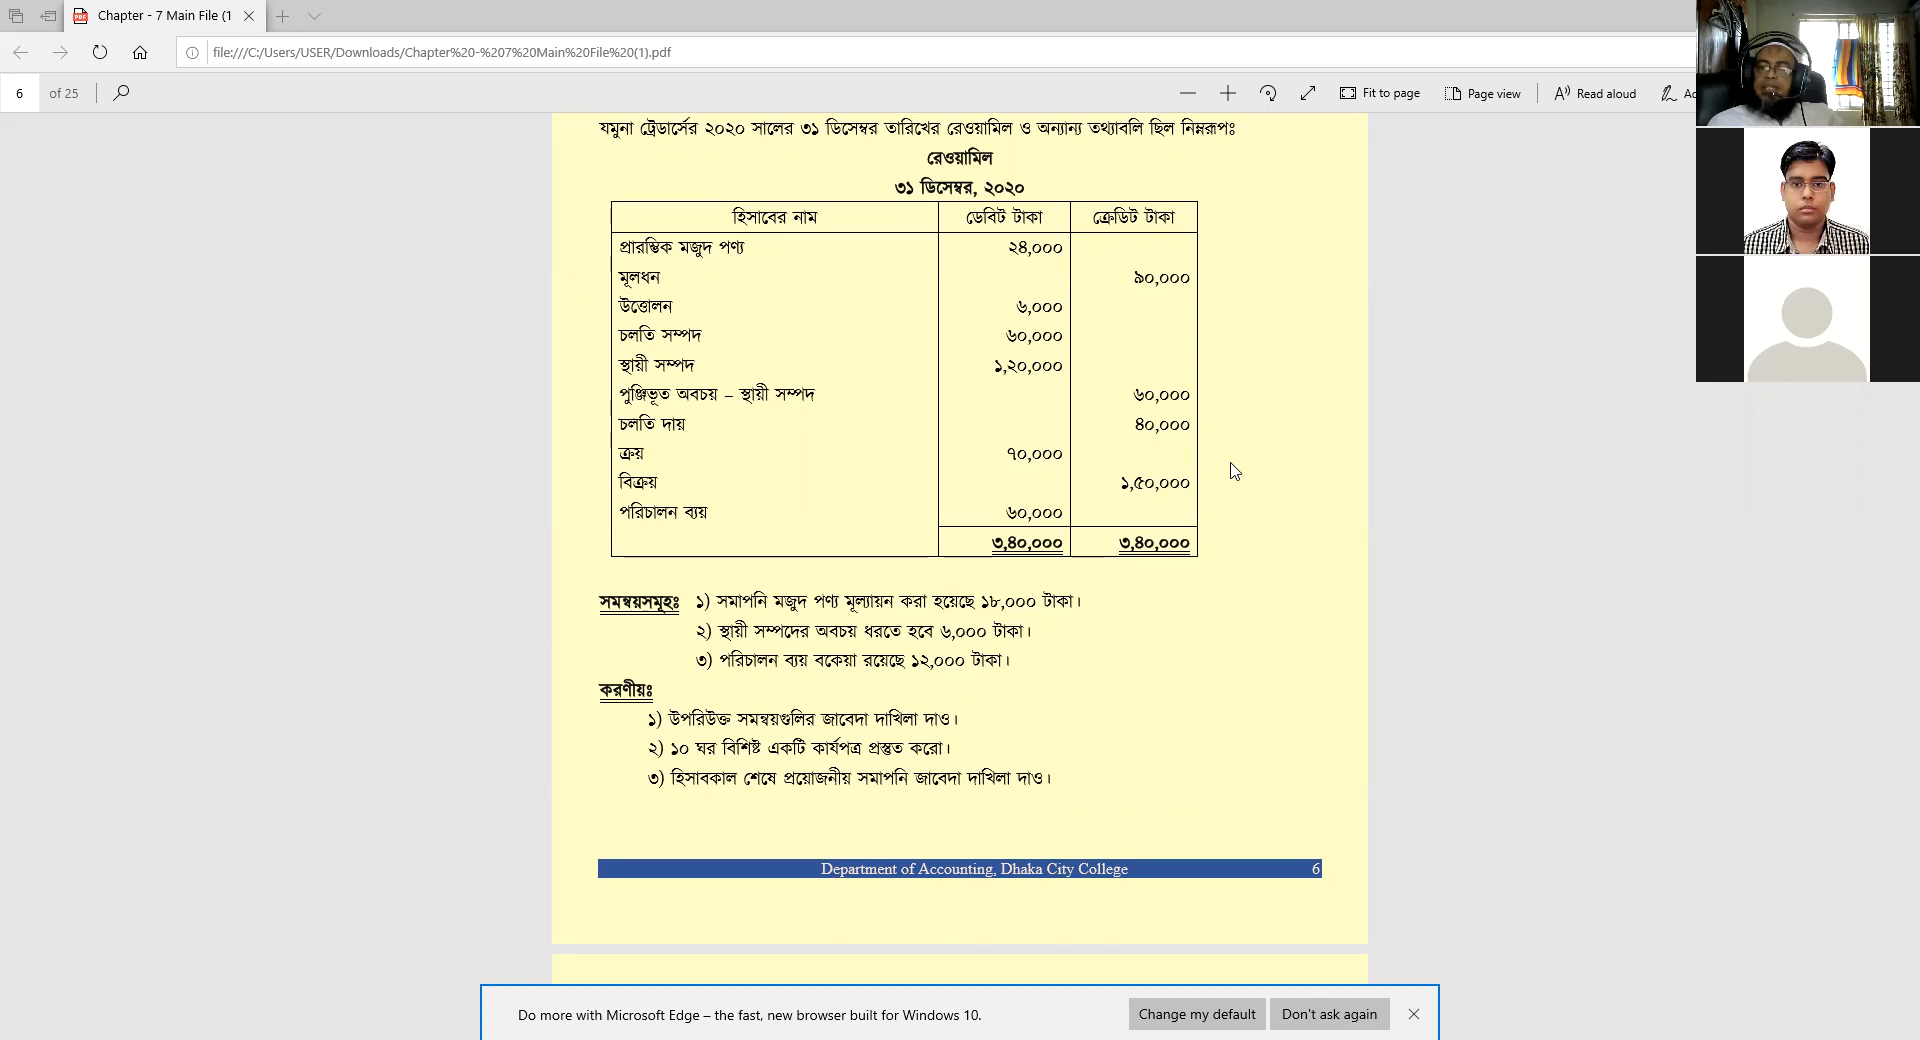 Chapter - 7 Main File (1
file:///C:/Users/USER/Downloads/Chapter%20-%207%20Main%20File%20(1).pdf
6 of 25 Fit to page Page view Read aloud
যমুনা ট্রেডার্সের ২০২০ সালের ৩১ ডিসেম্বর তারিখের রেওয়ামিল ও অন্যান্য তথ্যাবলি ছিল নিম্নরূপঃ
রেওয়ামিল
৩১ ডিসেম্বর, ২০২০
হিসাবের নাম ডেবিট টাকা ক্রেডিট টাকা
প্রারম্ভিক মজুদ পণ্য ২৪,০০০
মূলধন ৯০,০০০
উত্তোলন ৬,০০০
চলতি সম্পদ ৬০,০০০
স্থায়ী সম্পদ ১,২০,০০০
পুঞ্জিভূত অবচয় – স্থায়ী সম্পদ ৬০,০০০
চলতি দায় ৪০,০০০
ক্রয় ৭০,০০০
বিক্রয় ১,৫০,০০০
পরিচালন ব্যয় ৬০,০০০
৩,৪০,০০০ ৩,৪০,০০০
সমন্বয়সমূহঃ ১) সমাপনি মজুদ পণ্য মূল্যায়ন করা হয়েছে ১৮,০০০ টাকা।
২) স্থায়ী সম্পদের অবচয় ধরতে হবে ৬,০০০ টাকা।
৩) পরিচালন ব্যয় বকেয়া রয়েছে ১২,০০০ টাকা।
করণীয়ঃ
১) উপরিউক্ত সমন্বয়গুলির জাবেদা দাখিলা দাও।
২) ১০ ঘর বিশিষ্ট একটি কার্যপত্র প্রস্তুত করো।
৩) হিসাবকাল শেষে প্রয়োজনীয় সমাপনি জাবেদা দাখিলা দাও।
Department of Accounting, Dhaka City College 6
Do more with Microsoft Edge – the fast, new browser built for Windows 10. Change my default Don't ask again